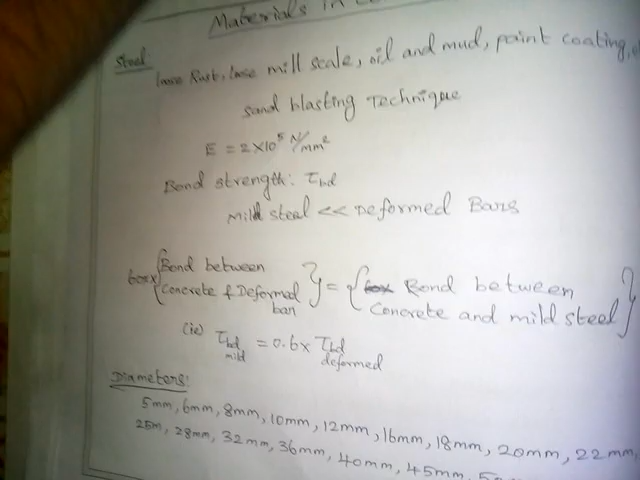 Materials in
Steel
loose Rust, loose mill scale, oil and mud, paint coating,
sand blasting Technique
E = 2×10⁵ N/mm²
Bond strength: τbd
Mild steel << Deformed Bars
60% × {Bond between Concrete & Deformed bar} = { Bond between Concrete and mild steel}
(ie) τbd mild = 0.6 × τbd deformed
Diameters:
5mm, 6mm, 8mm, 10mm, 12mm, 16mm, 18mm, 20mm, 22mm,
28mm, 32mm, 36mm, 40mm, 45mm,